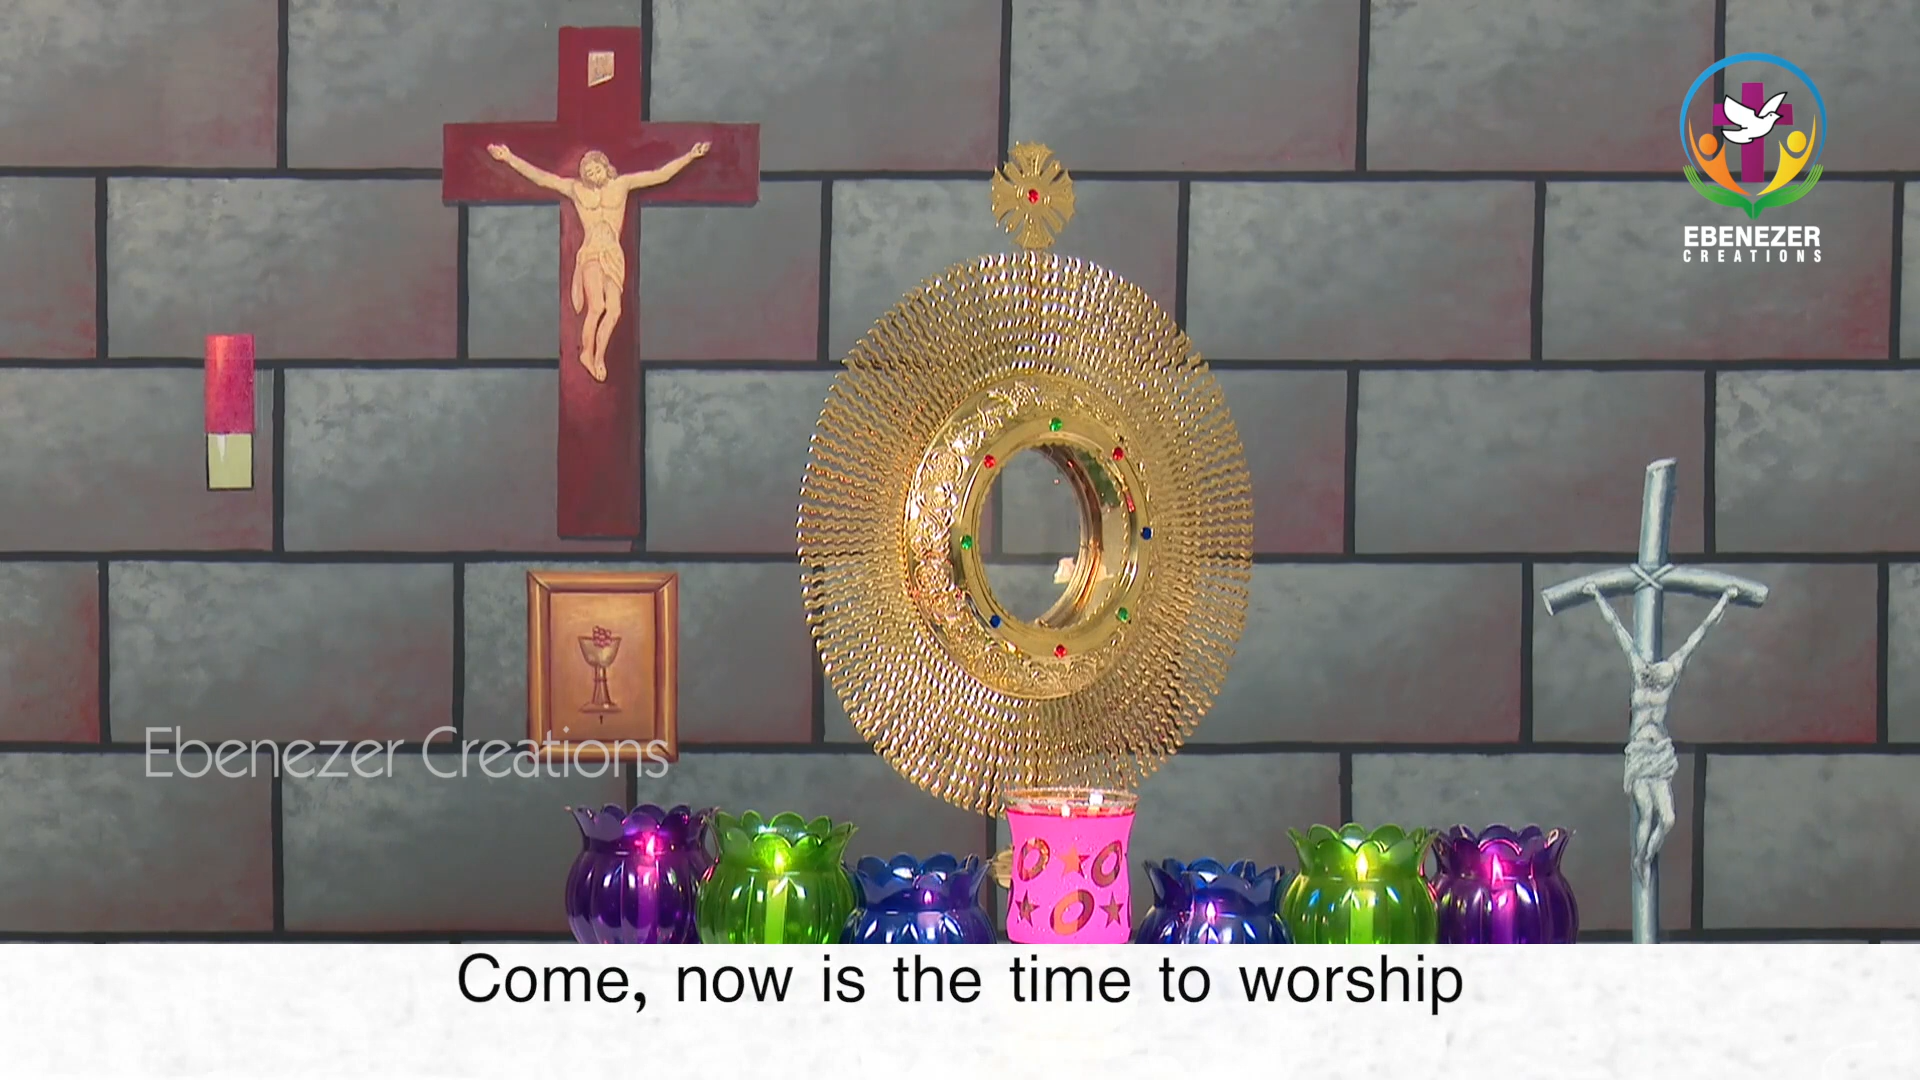 EBENEZER
CREATIONS
Ebenezer Creations
Come, now is the time to worship